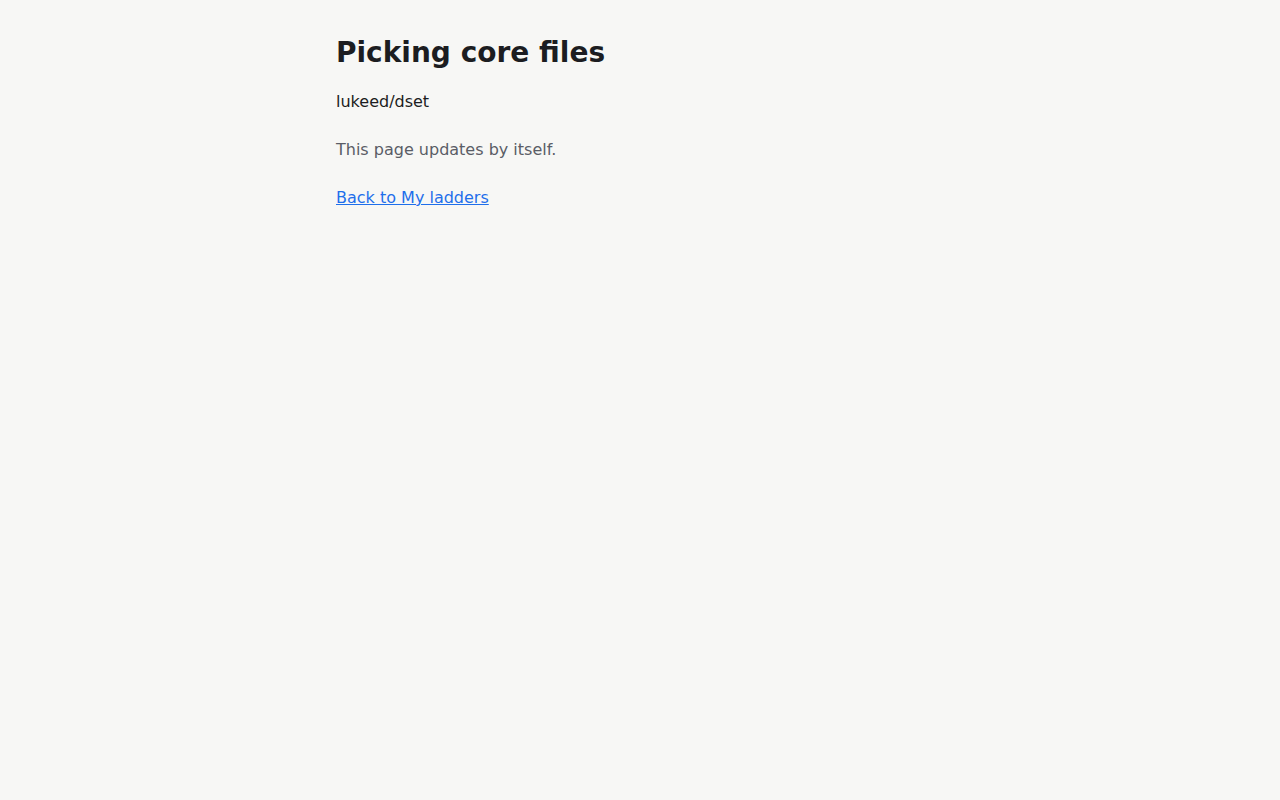 Picking core files
lukeed/dset
This page updates by itself.
Back to My ladders